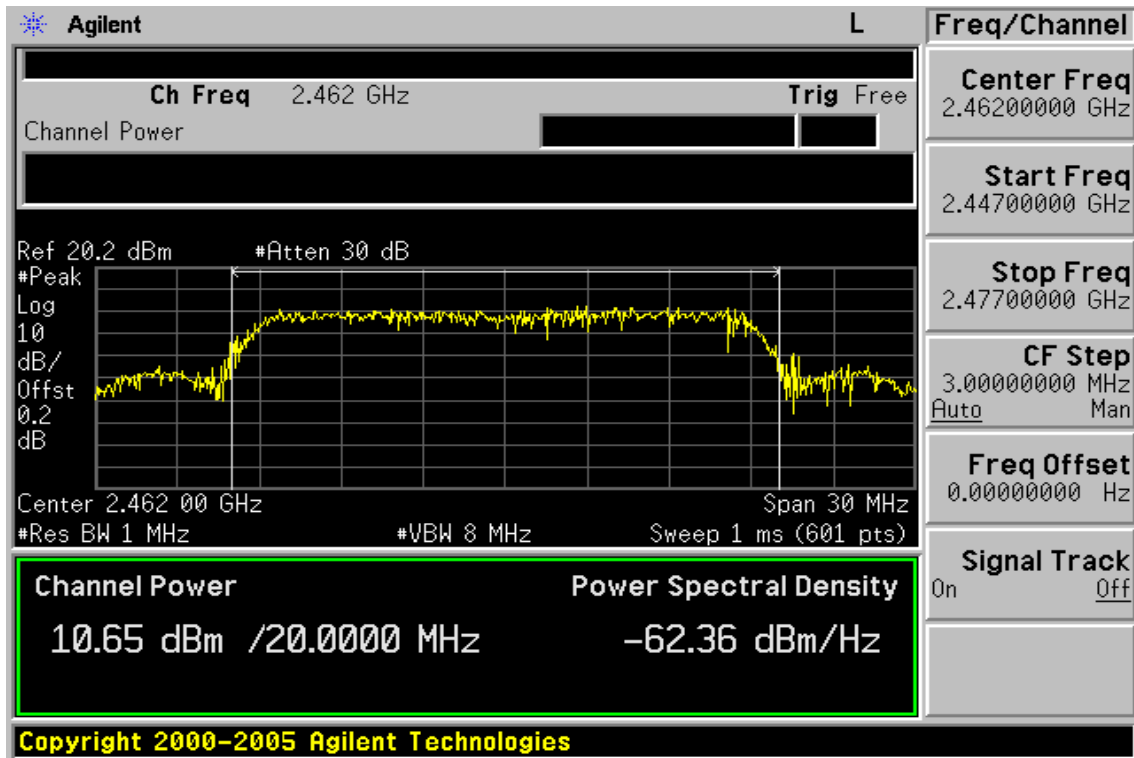 Agilent L Freq/Channel
Ch Freq 2.462 GHz Trig Free
Channel Power
Ref 20.2 dBm #Atten 30 dB
#Peak
Log
10
dB/
Offst
0.2
dB
Center 2.462 00 GHz Span 30 MHz
#Res BW 1 MHz #VBW 8 MHz Sweep 1 ms (601 pts)
Channel Power Power Spectral Density
10.65 dBm /20.0000 MHz -62.36 dBm/Hz
Copyright 2000-2005 Agilent Technologies
Center Freq
2.46200000 GHz
Start Freq
2.44700000 GHz
Stop Freq
2.47700000 GHz
CF Step
3.00000000 MHz
Auto Man
Freq Offset
0.00000000 Hz
Signal Track
On Off